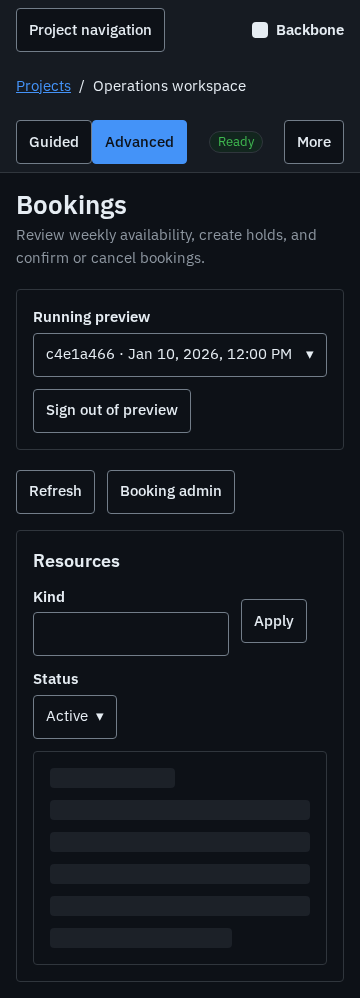 Project navigation
Backbone
Projects / Operations workspace
Guided
Advanced
Ready
More
Bookings
Review weekly availability, create holds, and
confirm or cancel bookings.
Running preview
c4e1a466 · Jan 10, 2026, 12:00 PM ▾
Sign out of preview
Refresh
Booking admin
Resources
Kind
Apply
Status
Active ▾